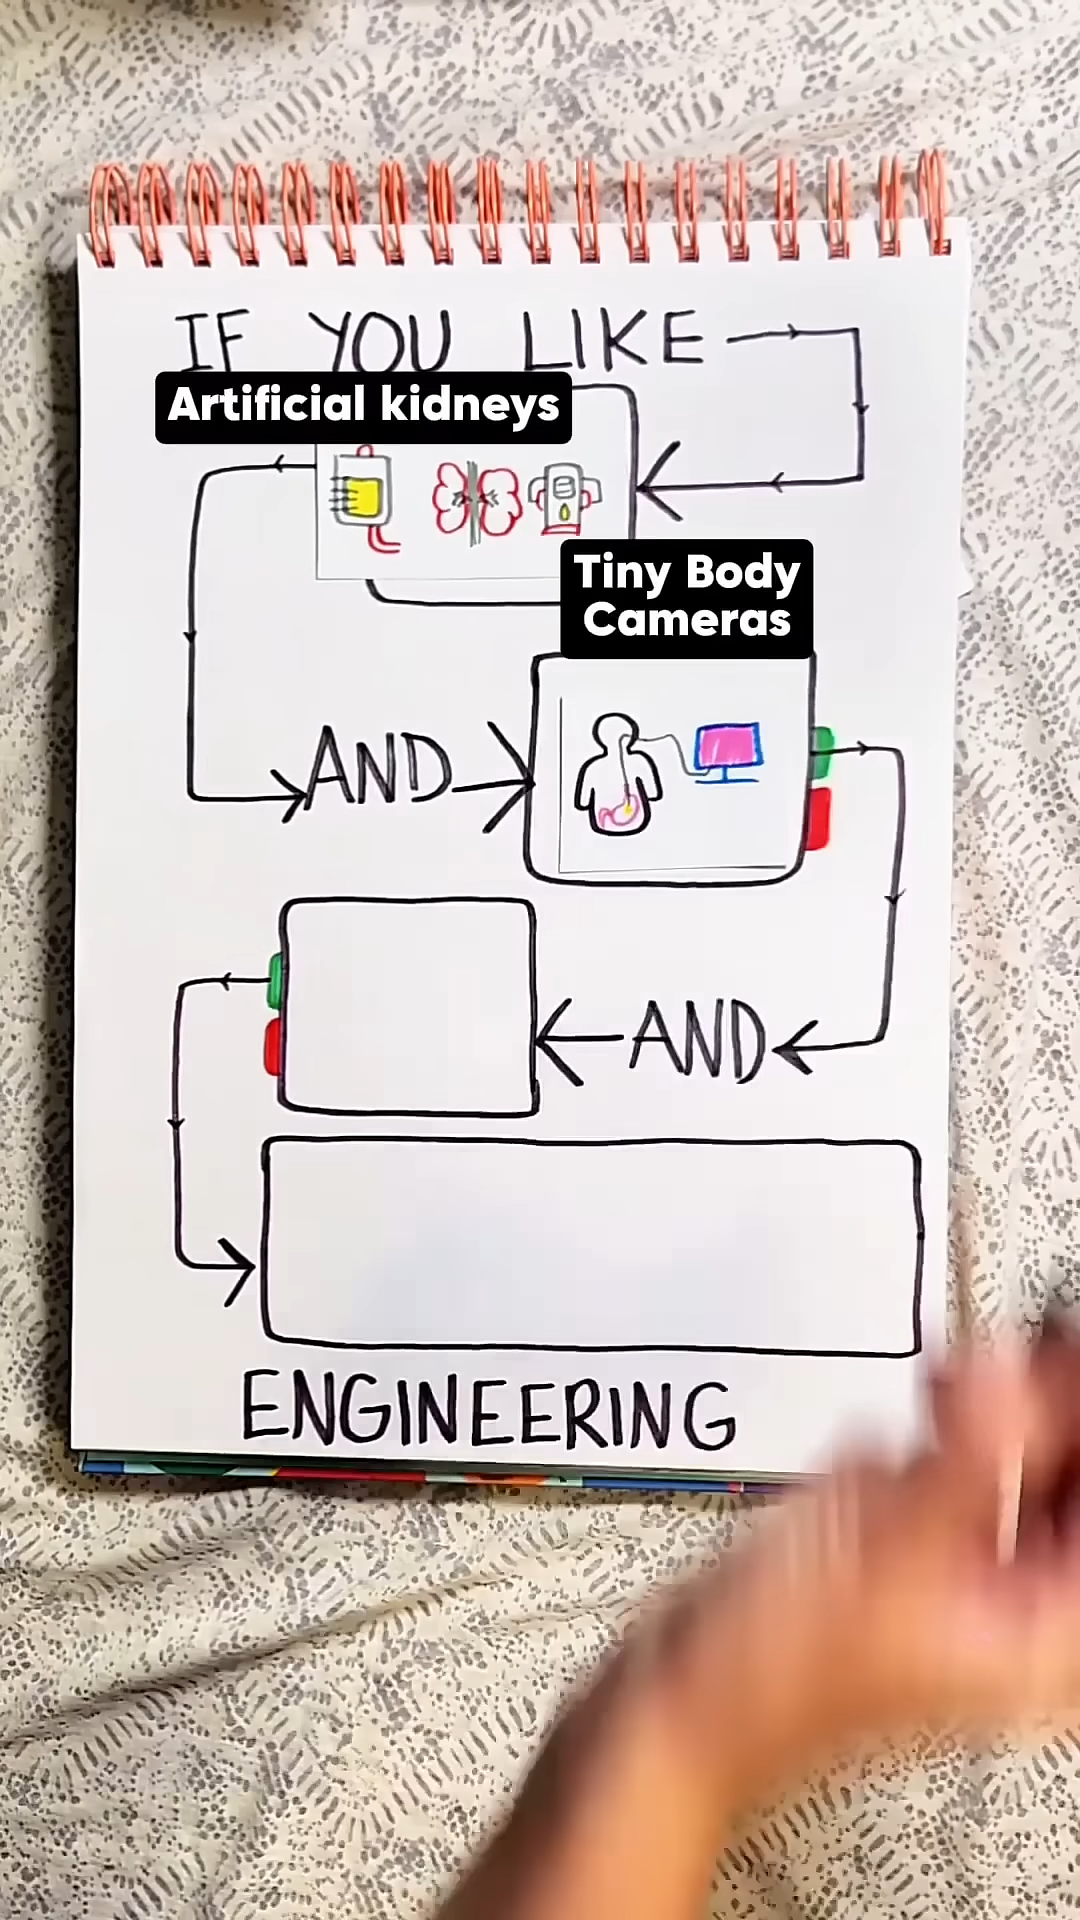 IF YOU LIKE
Artificial kidneys
Tiny Body
Cameras
AND
AND
ENGINEERING